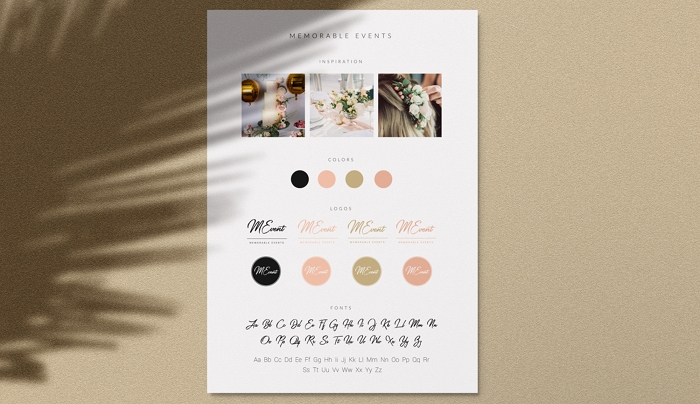 MEMORABLE EVENTS
INSPIRATION
COLORS
LOGOS
MEvent MEvent MEvent MEvent
MEMORABLE EVENTS MEMORABLE EVENTS MEMORABLE EVENTS MEMORABLE EVENTS
MEvent MEvent MEvent MEvent
FONTS
Aa Bb Cc Dd Ee Ff Gg Hh Ii Jj Kk Ll Mm Nn
Oo Pp Qq Rr Ss Tt Uu Vv Ww Xx Yy Zz
Aa Bb Cc Dd Ee Ff Gg Hh Ii Jj Kk Ll Mm Nn Oo Pp Qq Rr
Ss Tt Uu Vv Ww Xx Yy Zz